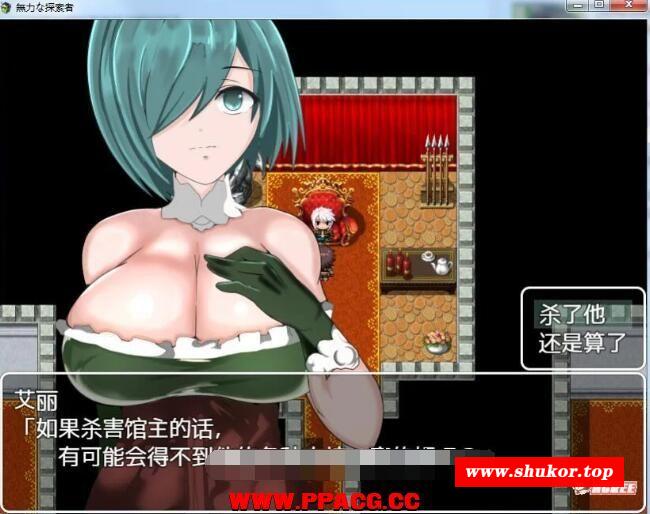 無力な探索者
杀了他
还是算了
艾丽
「如果杀害馆主的话，
有可能会得不到
www.shukor.top
WWW.PPACG.CC